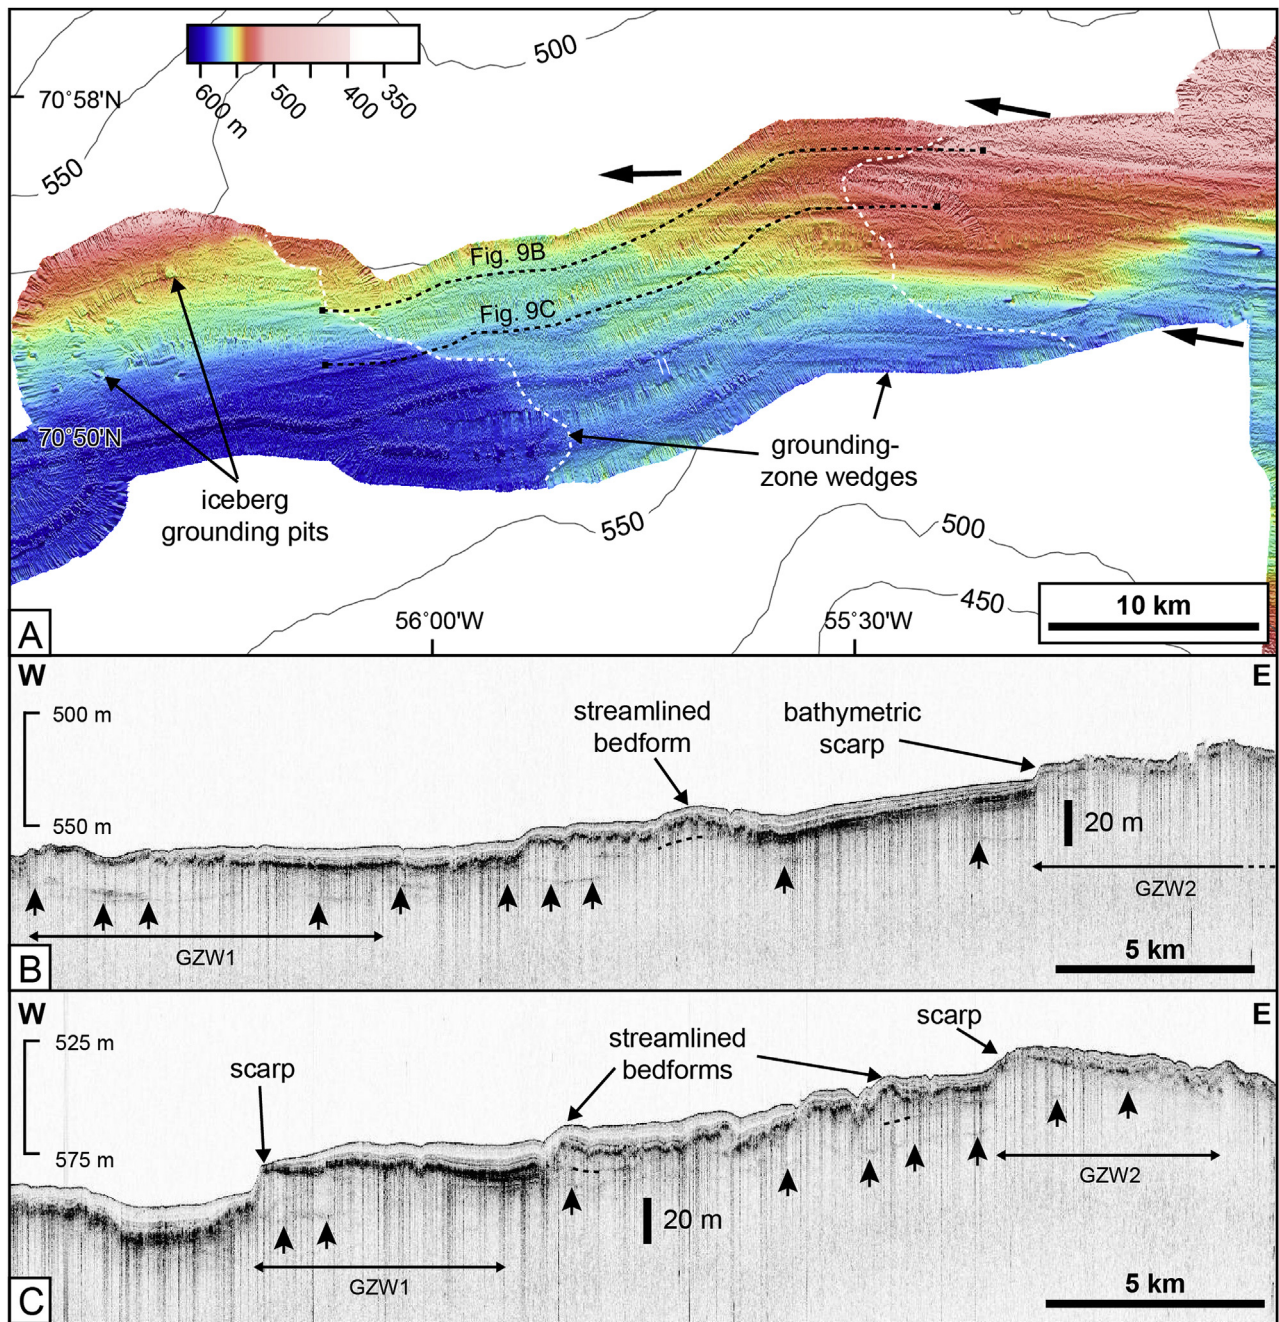 500
600 m
500
400
350
70°58'N
550
Fig. 9B
Fig. 9C
70°50'N
iceberg
grounding pits
grounding-
zone wedges
550
500
450
56°00'W
55°30'W
10 km
A
W
E
500 m
550 m
streamlined
bedform
bathymetric
scarp
20 m
GZW1
GZW2
5 km
B
W
E
525 m
575 m
scarp
streamlined
bedforms
scarp
20 m
GZW1
GZW2
5 km
C